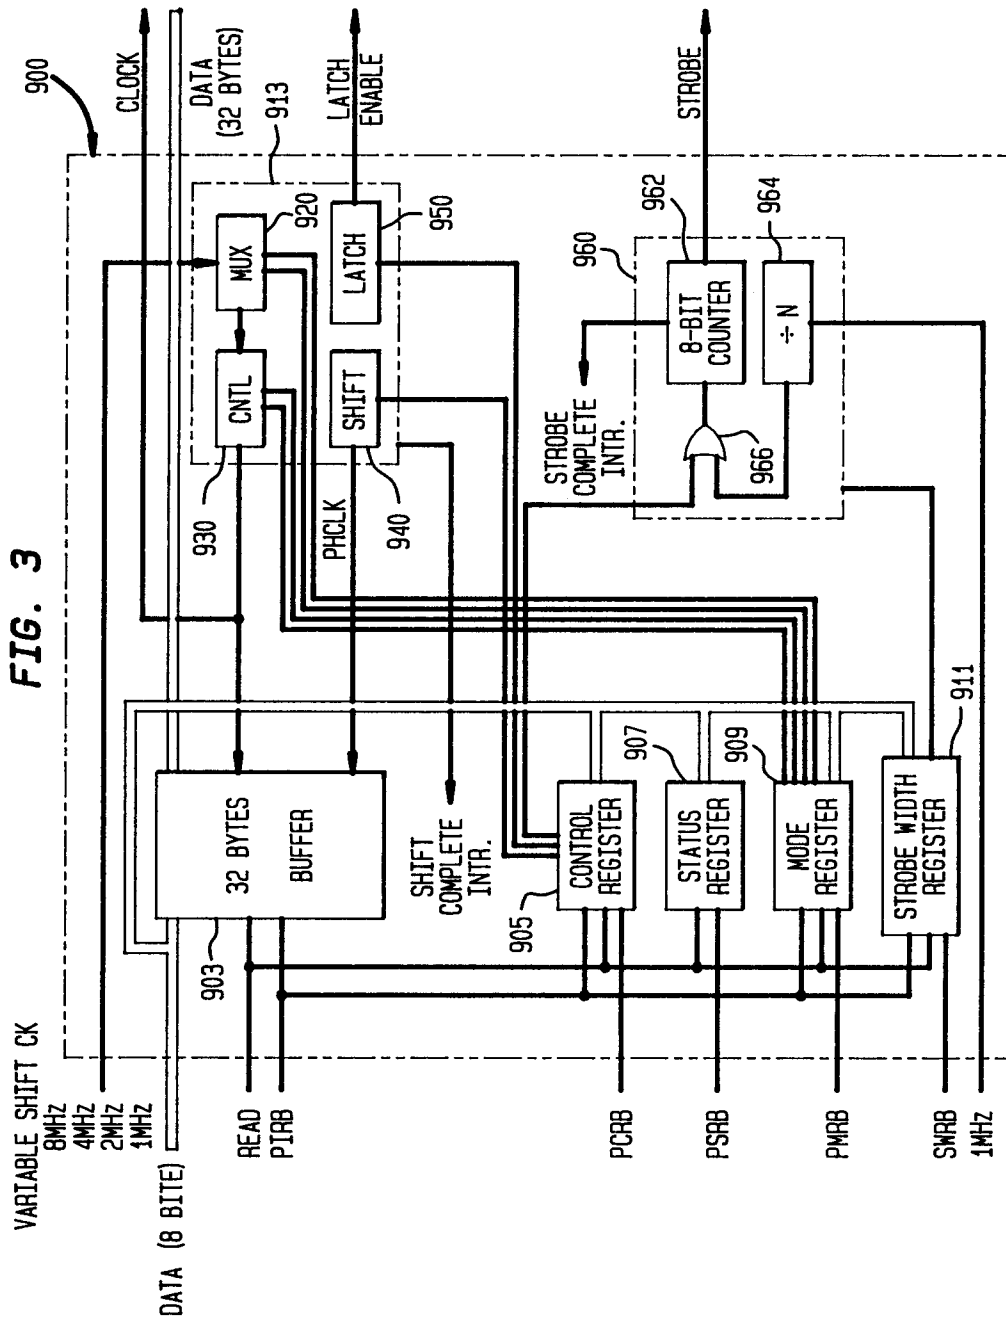 FIG. 3
VARIABLE SHIFT CK
8MHz
4MHz
2MHz
1MHz
DATA (8 BITE)
READ
PIRB
PCRB
PSRB
PMRB
SWRB
1MHz
903
32 BYTES
BUFFER
SHIFT
COMPLETE
INTR.
905
CONTROL
REGISTER
907
STATUS
REGISTER
909
MODE
REGISTER
911
STROBE WIDTH
REGISTER
930
CNTL
MUX
920
PHCLK
SHIFT
940
LATCH
950
913
STROBE
COMPLETE
INTR.
960
8-BIT
COUNTER
962
966
÷ N
964
900
CLOCK
DATA
(32 BYTES)
LATCH
ENABLE
STROBE